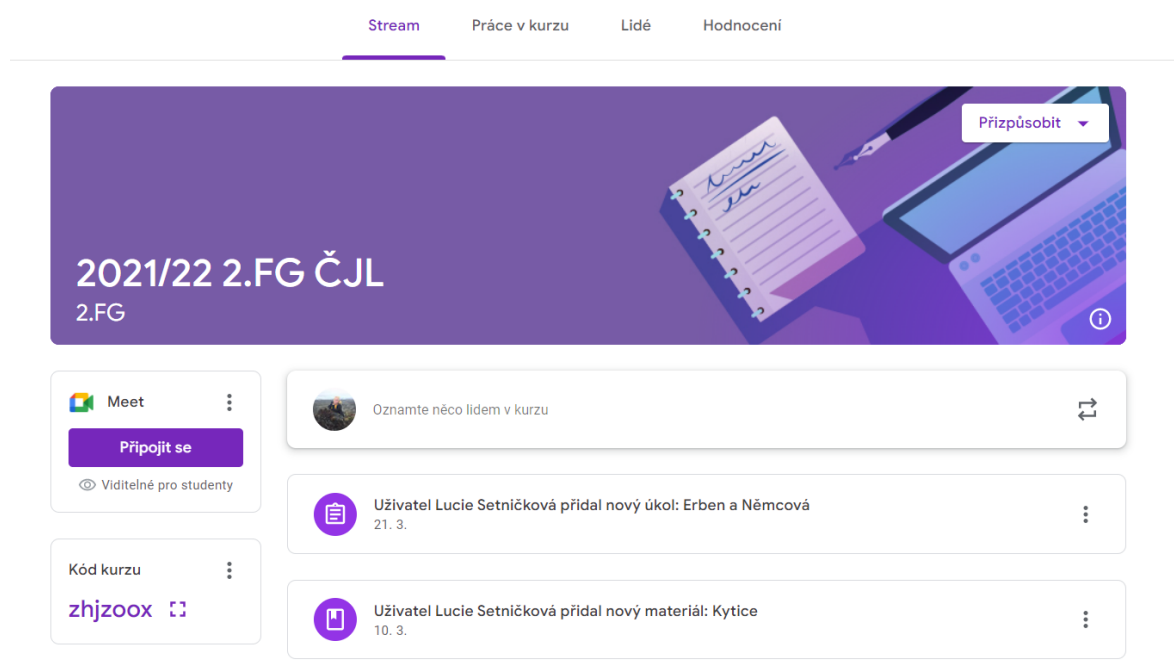 Stream Práce v kurzu Lidé Hodnocení
Přizpůsobit
2021/22 2.FG ČJL
2.FG
Meet
Připojit se
Viditelné pro studenty
Kód kurzu
zhjzoox
Oznamte něco lidem v kurzu
Uživatel Lucie Setničková přidal nový úkol: Erben a Němcová
21. 3.
Uživatel Lucie Setničková přidal nový materiál: Kytice
10. 3.